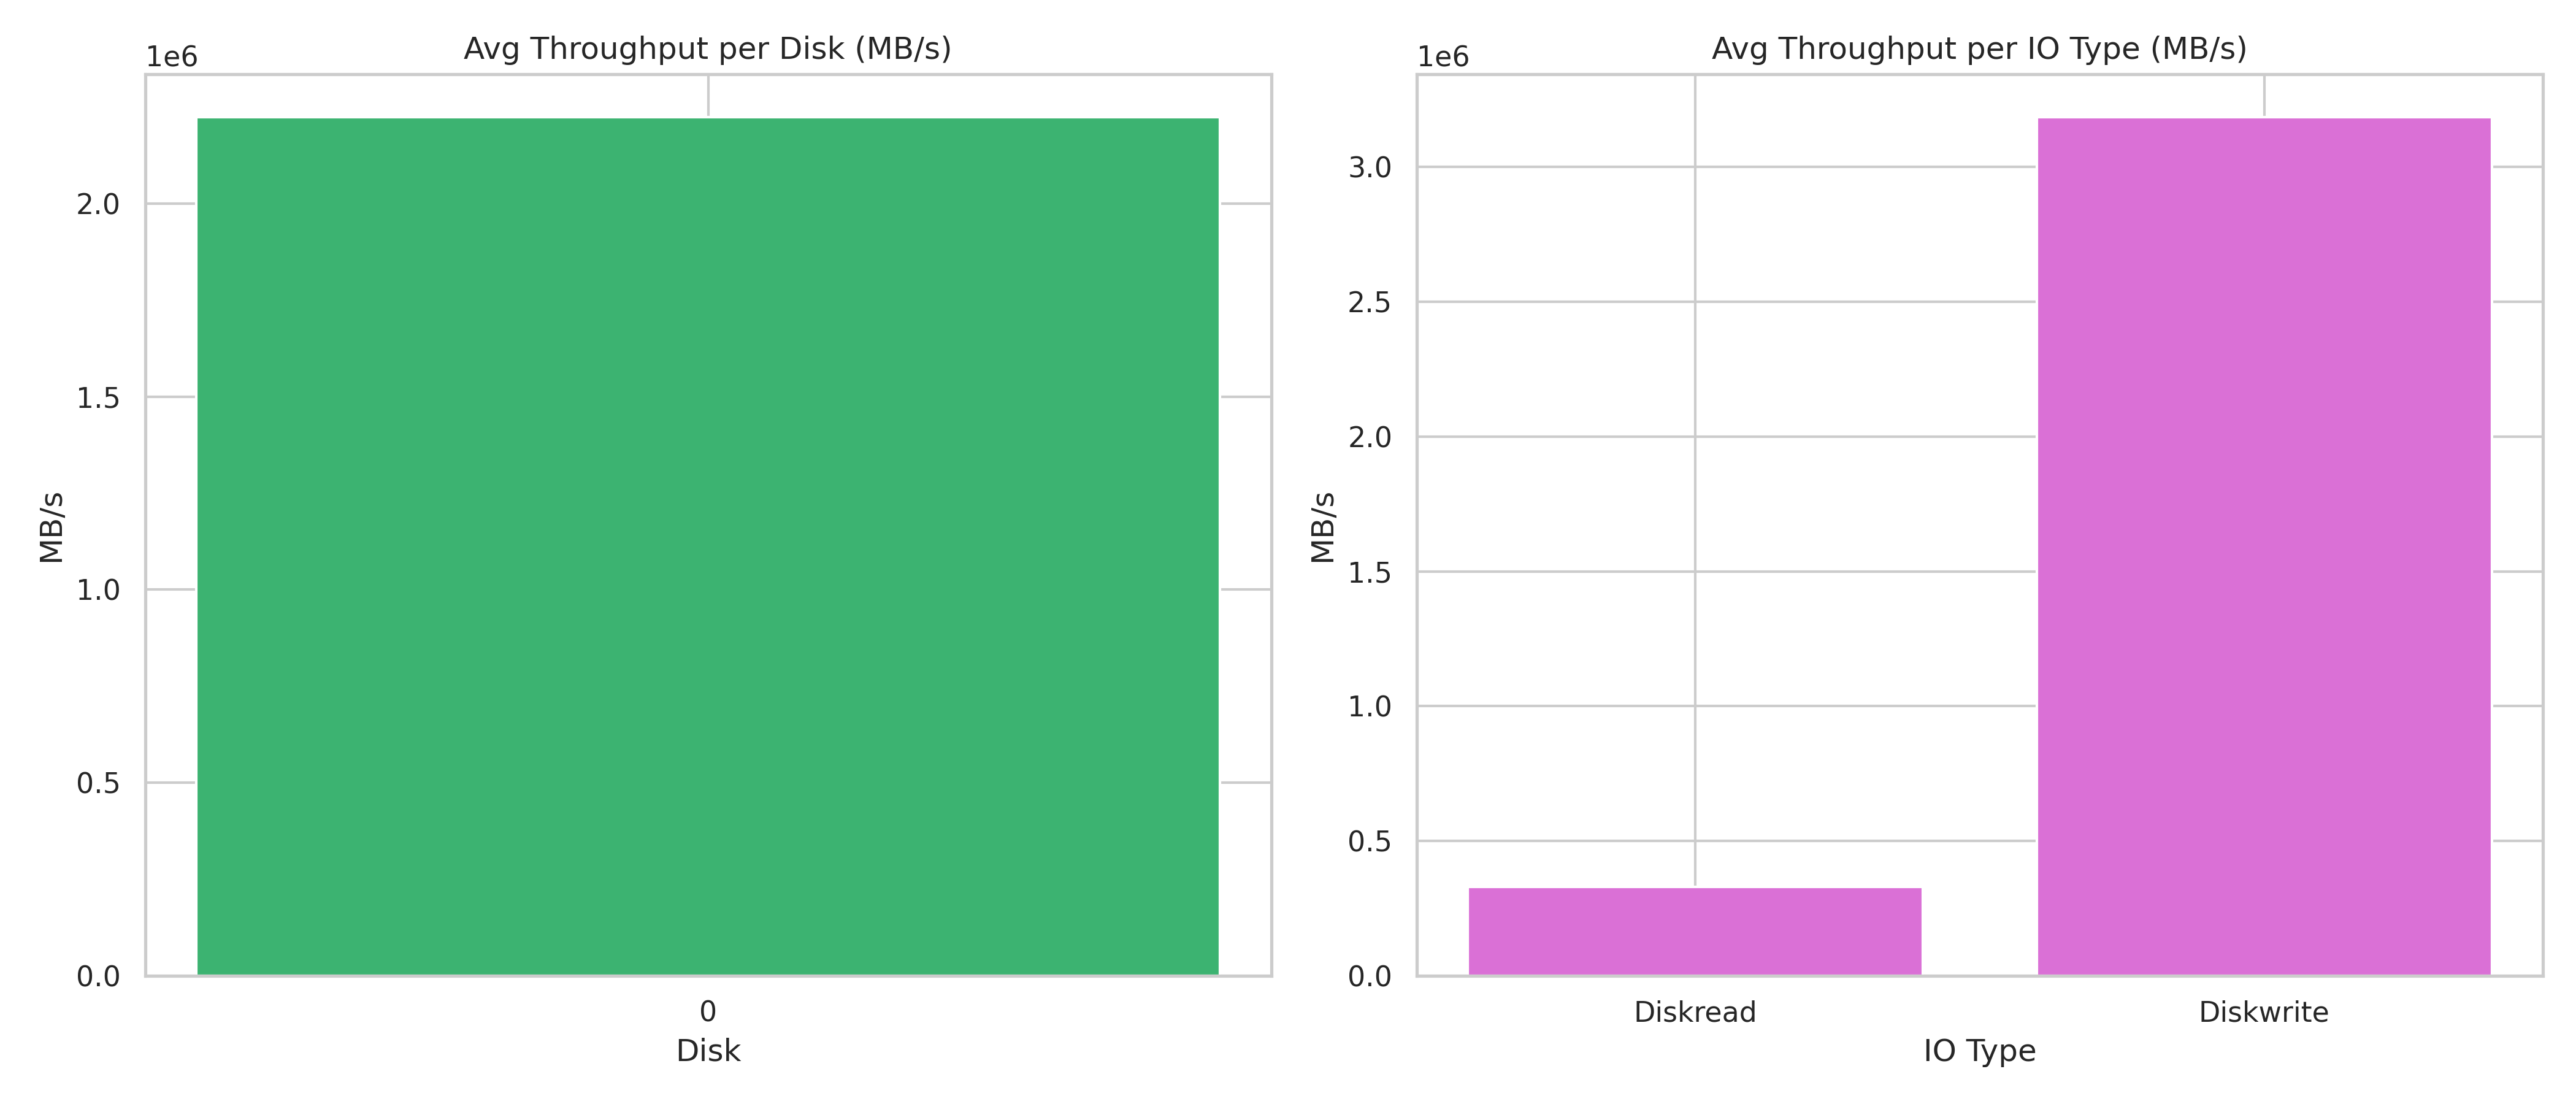 Avg Throughput per Disk (MB/s)
1e6
2.0
1.5
1.0
0.5
0.0
MB/s
0
Disk
Avg Throughput per IO Type (MB/s)
1e6
3.0
2.5
2.0
1.5
1.0
0.5
0.0
MB/s
Diskread Diskwrite
IO Type